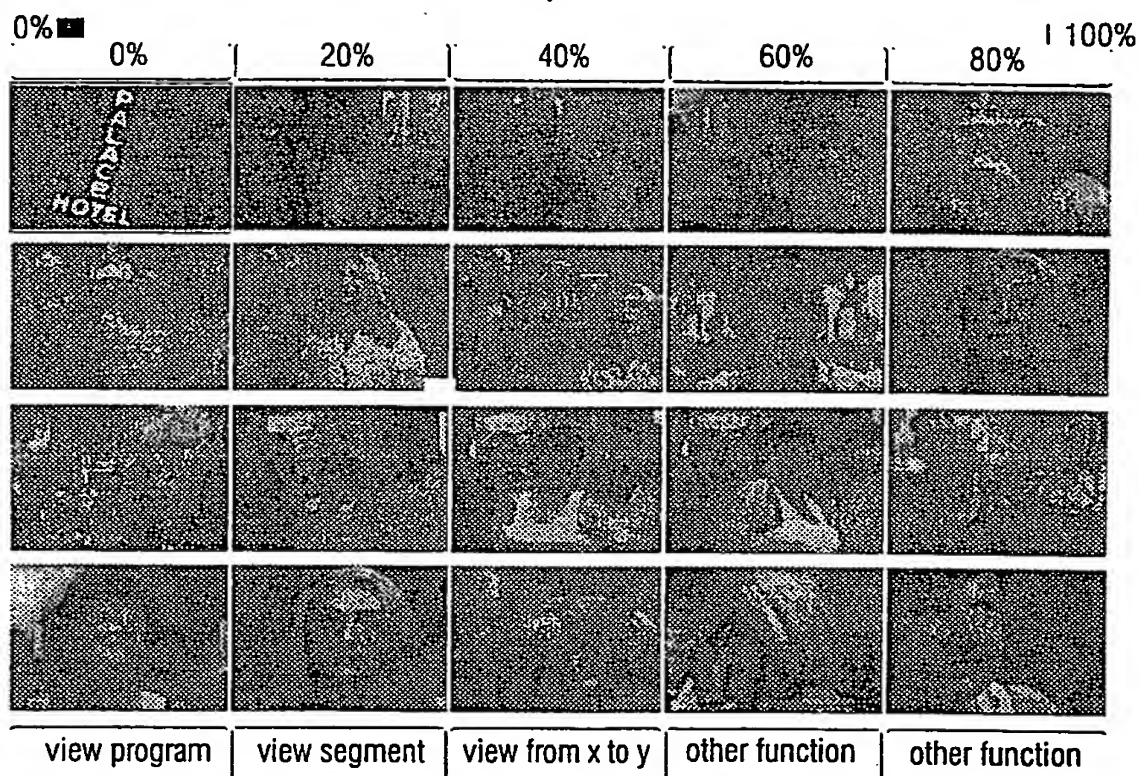 0% 100%
0% 20% 40% 60% 80%
PALACE
HOTEL
view program view segment view from x to y other function other function